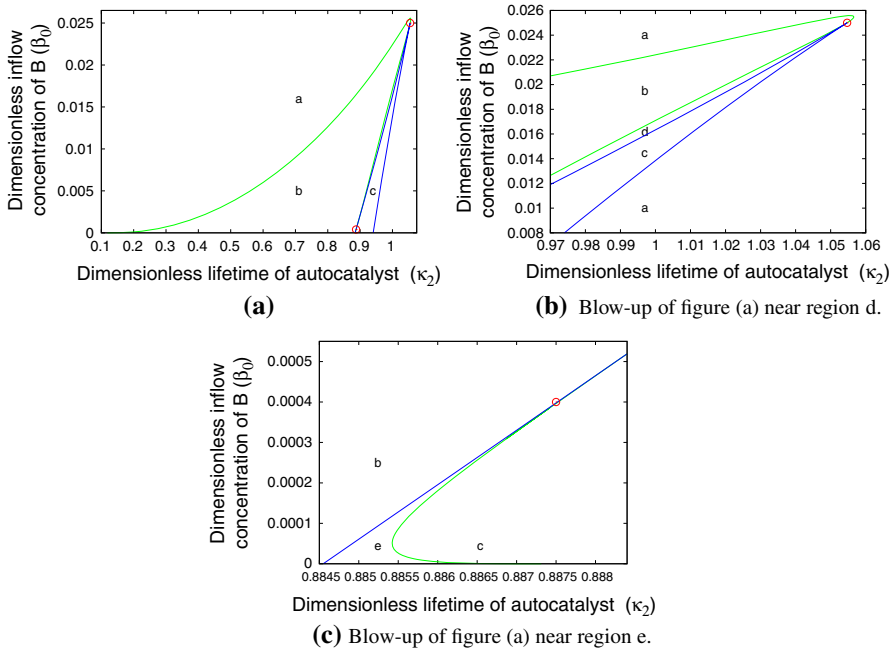 Dimensionless inflow
concentration of B (β0)
0.025
0.02
0.015
0.01
0.005
0
a
b
c
0.1 0.2 0.3 0.4 0.5 0.6 0.7 0.8 0.9 1
Dimensionless lifetime of autocatalyst (κ2)
(a)
Dimensionless inflow
concentration of B (β0)
0.026
0.024
0.022
0.02
0.018
0.016
0.014
0.012
0.01
0.008
a
b
d
c
a
0.97 0.98 0.99 1 1.01 1.02 1.03 1.04 1.05 1.06
Dimensionless lifetime of autocatalyst (κ2)
(b) Blow-up of figure (a) near region d.
Dimensionless inflow
concentration of B (β0)
0.0005
0.0004
0.0003
0.0002
0.0001
0
b
e
c
0.8845 0.885 0.8855 0.886 0.8865 0.887 0.8875 0.888
Dimensionless lifetime of autocatalyst (κ2)
(c) Blow-up of figure (a) near region e.